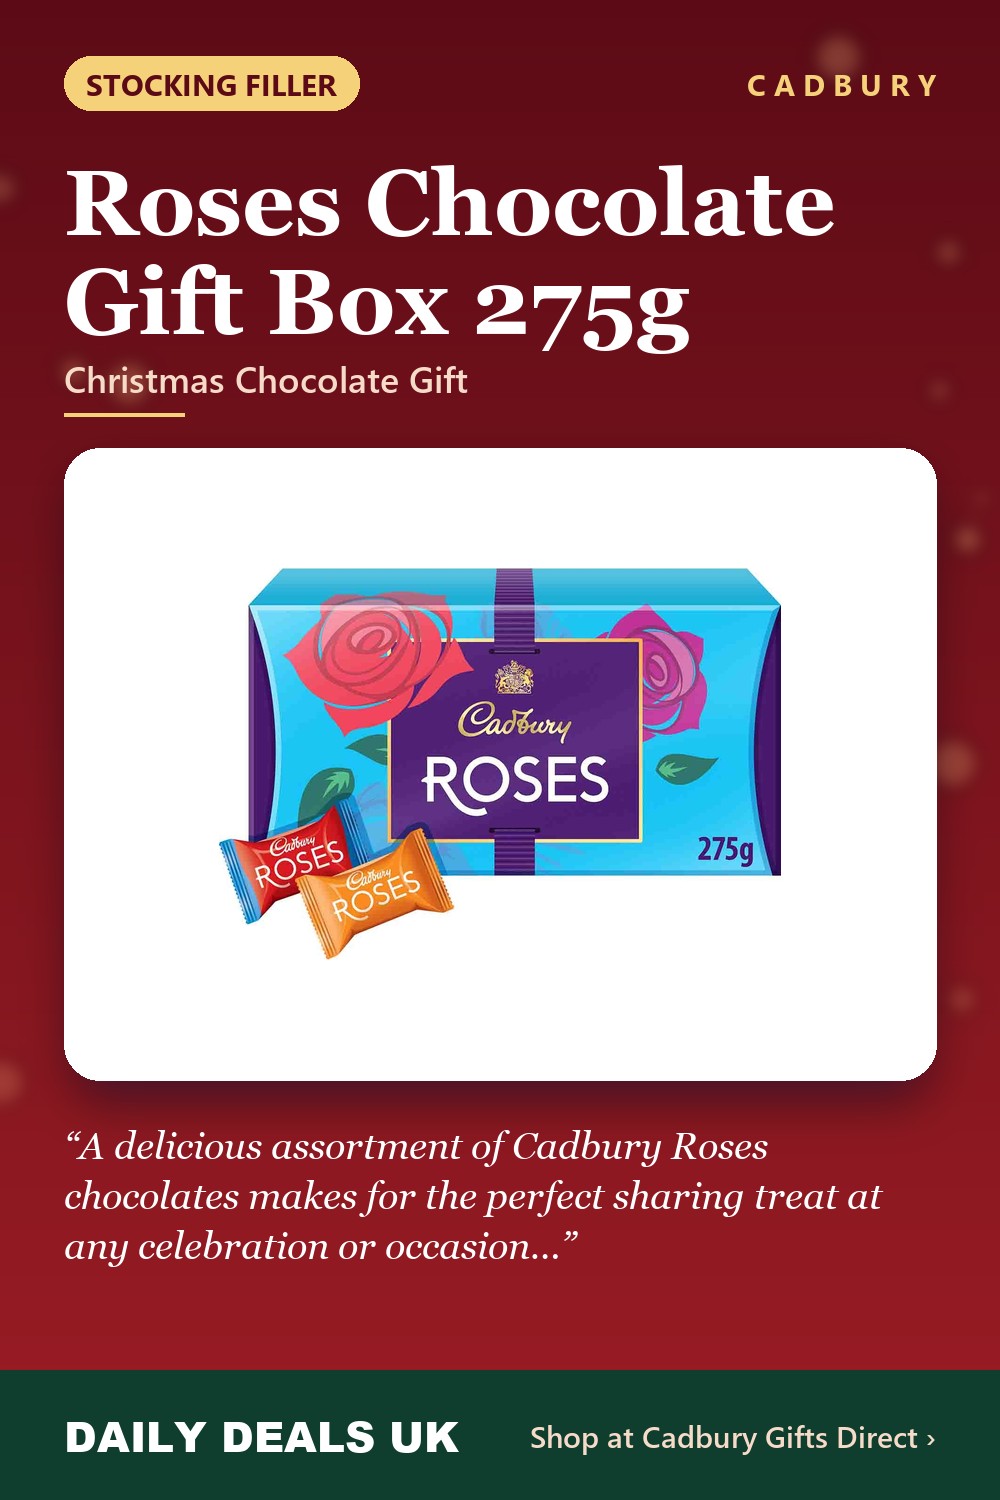 STOCKING FILLER
CADBURY
Roses Chocolate
Gift Box 275g
Christmas Chocolate Gift
Cadbury
ROSES
275g
Cadbury
ROSES
Cadbury
ROSES
“A delicious assortment of Cadbury Roses
chocolates makes for the perfect sharing treat at
any celebration or occasion...”
DAILY DEALS UK
Shop at Cadbury Gifts Direct ›